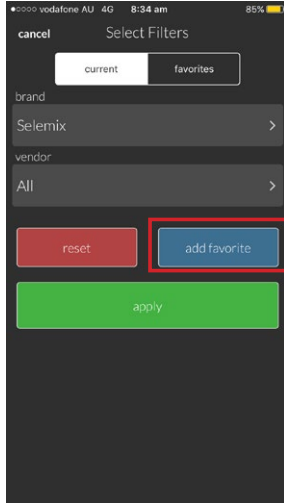 ●○○○○ vodafone AU 4G 8:34 am 85%
cancel Select Filters
current favorites
brand
Selemix >
vendor
All >
reset add favorite
apply